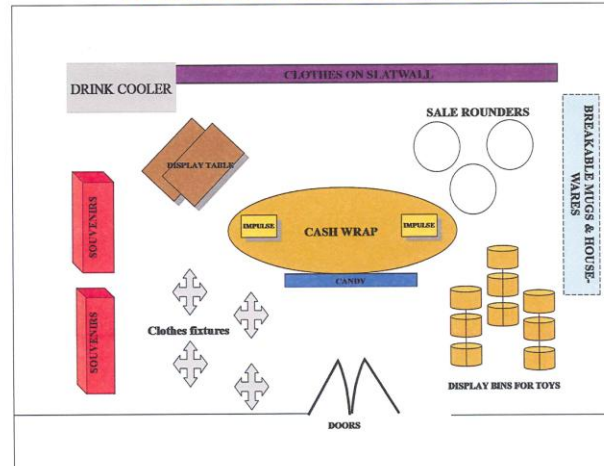 CLOTHES ON SLATWALL
DRINK COOLER
SALE ROUNDERS
BREAKABLE MUGS & HOUSE-
WARES
DISPLAY TABLE
SOUVENIRS
IMPULSE
CASH WRAP
IMPULSE
CANDY
SOUVENIRS
Clothes fixtures
DISPLAY BINS FOR TOYS
DOORS